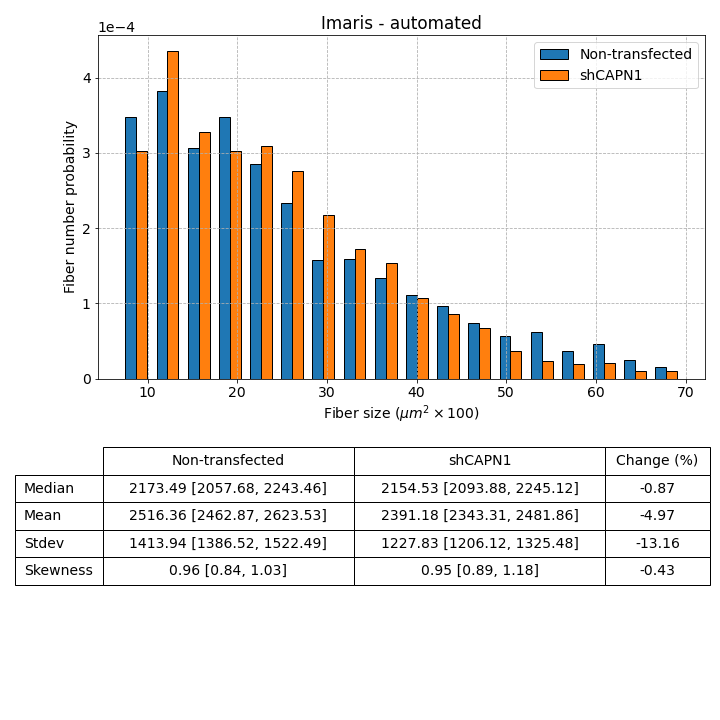 Imaris - automated
1e−4
Non-transfected
shCAPN1
Fiber number probability
4
3
2
1
0
10 20 30 40 50 60 70
Fiber size (μm² × 100)
Non-transfected shCAPN1 Change (%)
Median 2173.49 [2057.68, 2243.46] 2154.53 [2093.88, 2245.12] -0.87
Mean 2516.36 [2462.87, 2623.53] 2391.18 [2343.31, 2481.86] -4.97
Stdev 1413.94 [1386.52, 1522.49] 1227.83 [1206.12, 1325.48] -13.16
Skewness 0.96 [0.84, 1.03] 0.95 [0.89, 1.18] -0.43